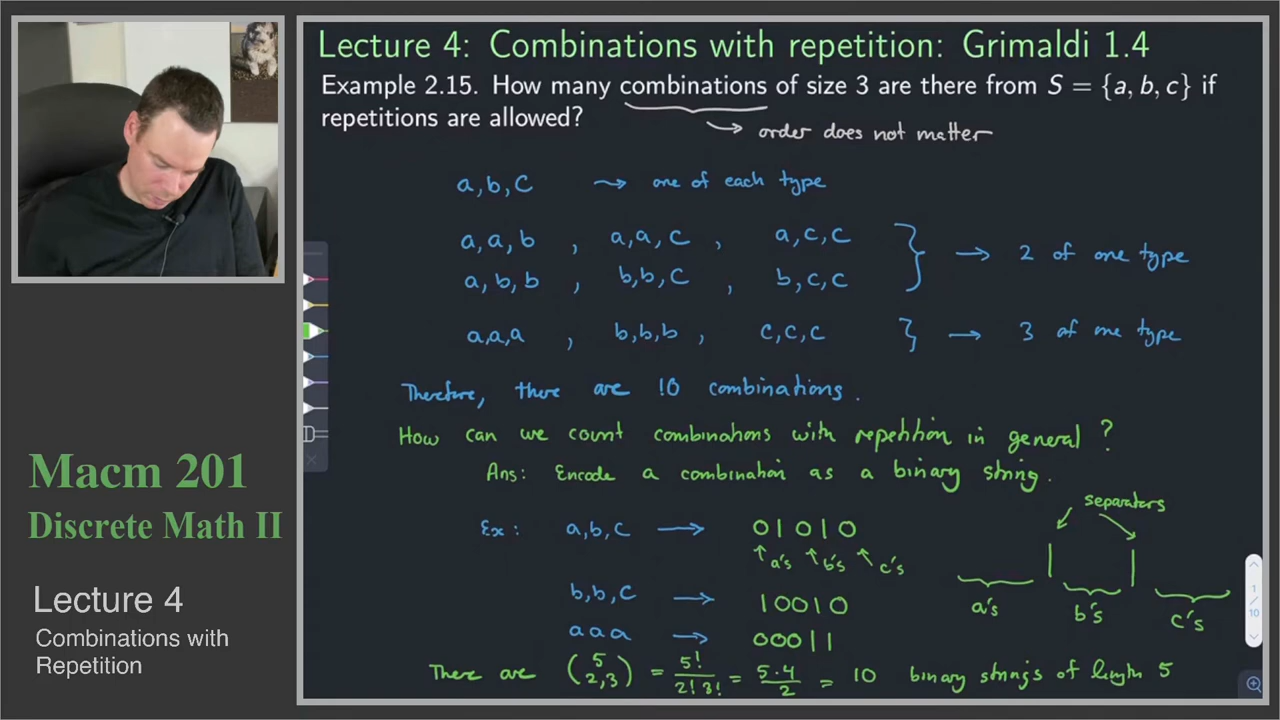 Lecture 4: Combinations with repetition: Grimaldi 1.4
Example 2.15. How many combinations of size 3 are there from S = {a, b, c} if
repetitions are allowed?
order does not matter
a,b,c → one of each type
a,a,b , a,a,c , a,c,c
a,b,b , b,b,c , b,c,c } → 2 of one type
a,a,a , b,b,b , c,c,c } → 3 of one type
Therefore, there are 10 combinations.
How can we count combinations with repetition in general?
Ans: Encode a combination as a binary string.
separators
Ex: a,b,c → 01010
↑a's ↑b's ↑c's
| |
a's b's c's
b,b,c → 10010
aaa → 00011
There are (5 2,3) = 5!/2!3! = 5·4/2 = 10 binary strings of length 5
Macm 201
Discrete Math II
Lecture 4
Combinations with
Repetition
1
/
10